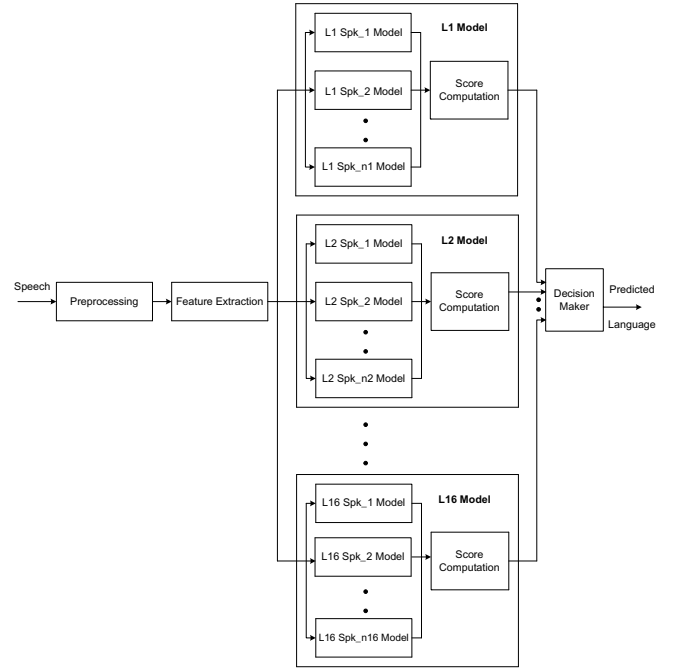 L1 Model
L1 Spk_1 Model
L1 Spk_2 Model
Score
Computation
L1 Spk_n1 Model
L2 Model
L2 Spk_1 Model
Speech
Preprocessing
Feature Extraction
L2 Spk_2 Model
Score
Computation
Decision
Maker
Predicted
Language
L2 Spk_n2 Model
L16 Model
L16 Spk_1 Model
L16 Spk_2 Model
Score
Computation
L16 Spk_n16 Model